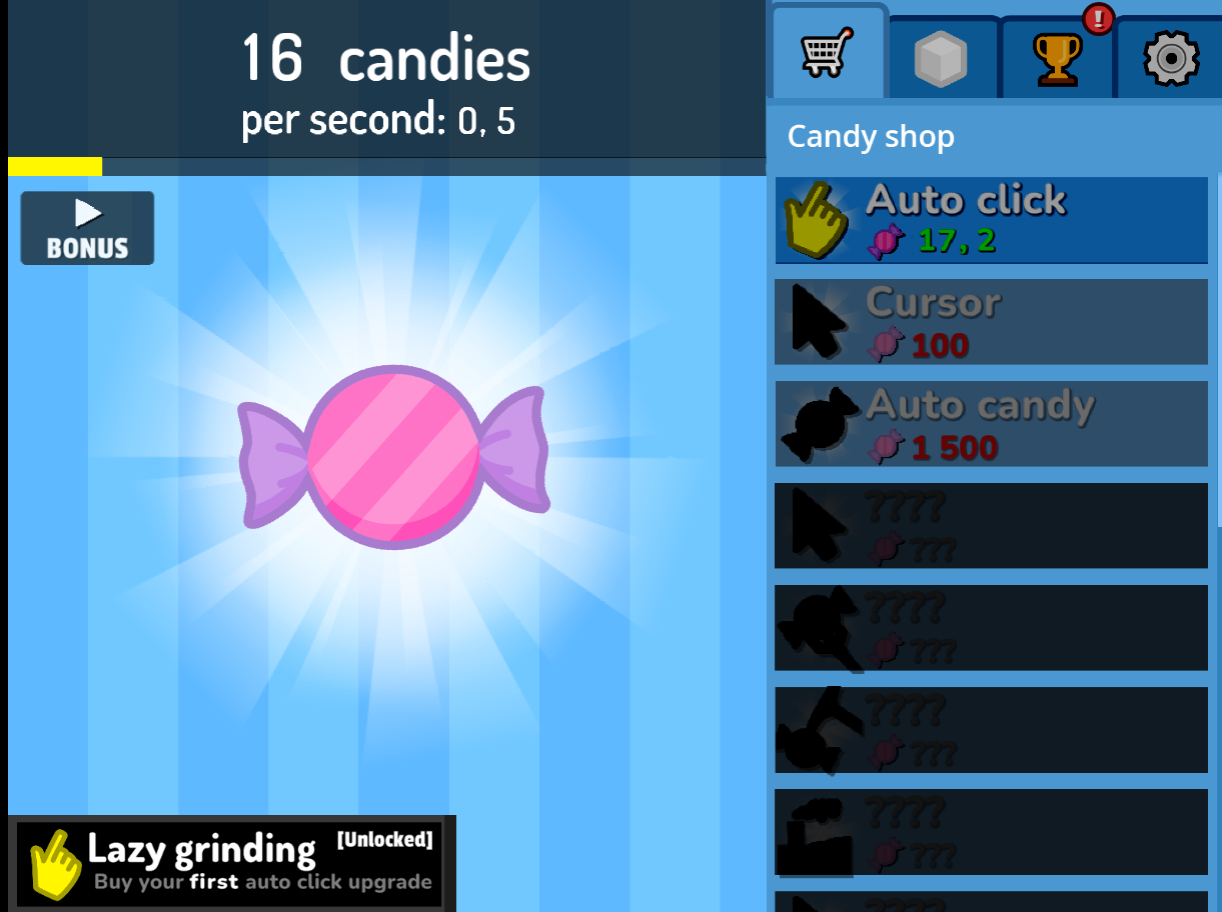 16 candies
per second: 0, 5
!
BONUS
Candy shop
Auto click
17, 2
Cursor
100
Auto candy
1 500
????
???
????
???
????
???
????
???
????
Lazy grinding [Unlocked]
Buy your first auto click upgrade